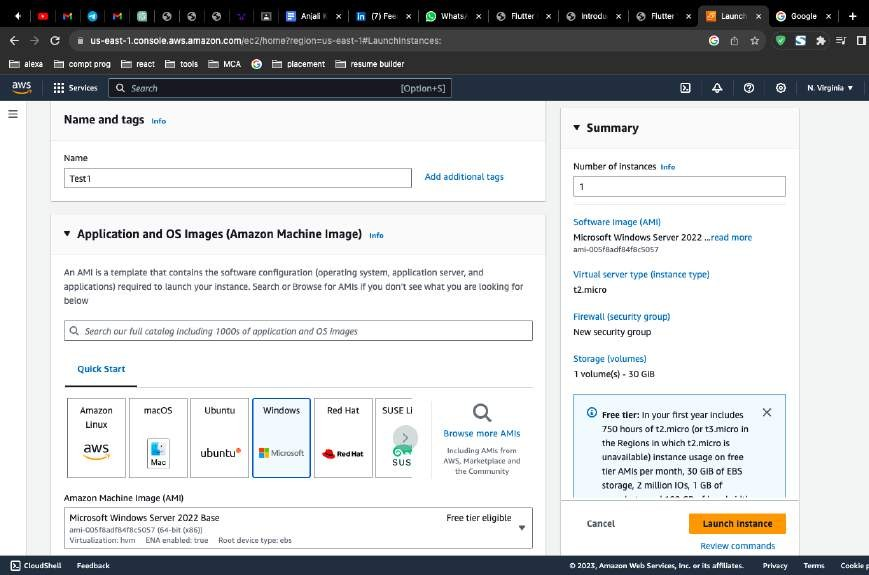 Anjali K
(7) Fee
WhatsA
Flutter
Introdu
Flutter
Launch
Google
us-east-1.console.aws.amazon.com/ec2/home?region=us-east-1#LaunchInstances:
alexa
compt prog
react
tools
MCA
placement
resume builder
aws
Services
Search
[Option+S]
N. Virginia
Name and tags Info
Name
Test1
Add additional tags
Application and OS Images (Amazon Machine Image) Info
An AMI is a template that contains the software configuration (operating system, application server, and
applications) required to launch your instance. Search or Browse for AMIs if you don't see what you are looking for
below
Search our full catalog including 1000s of application and OS images
Quick Start
Amazon
Linux
aws
macOS
Mac
Ubuntu
ubuntu
Windows
Microsoft
Red Hat
Red Hat
SUSE Li
SUS
Browse more AMIs
Including AMIs from
AWS, Marketplace and
the Community
Amazon Machine Image (AMI)
Microsoft Windows Server 2022 Base
Free tier eligible
ami-005f8adf84f8c5057 (64-bit (x86))
Virtualization: hvm ENA enabled: true Root device type: ebs
Summary
Number of instances Info
1
Software Image (AMI)
Microsoft Windows Server 2022 ...read more
ami-005f8adf84f8c5057
Virtual server type (instance type)
t2.micro
Firewall (security group)
New security group
Storage (volumes)
1 volume(s) - 30 GiB
Free tier: In your first year includes
750 hours of t2.micro (or t3.micro in
the Regions in which t2.micro is
unavailable) instance usage on free
tier AMIs per month, 30 GiB of EBS
storage, 2 million IOs, 1 GB of
Cancel
Launch instance
Review commands
CloudShell
Feedback
© 2023, Amazon Web Services, Inc. or its affiliates.
Privacy
Terms
Cookie p